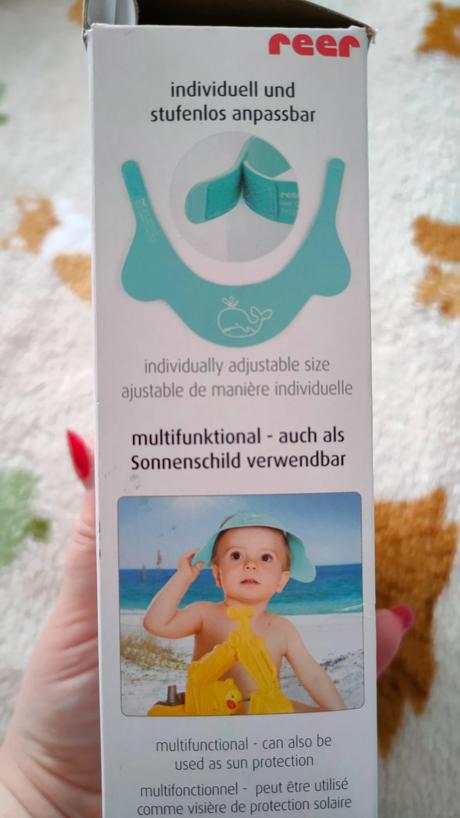 reer
individuell und
stufenlos anpassbar
individually adjustable size
ajustable de manière individuelle
multifunktional - auch als
Sonnenschild verwendbar
multifunctional - can also be
used as sun protection
multifonctionnel - peut être utilisé
comme visière de protection solaire